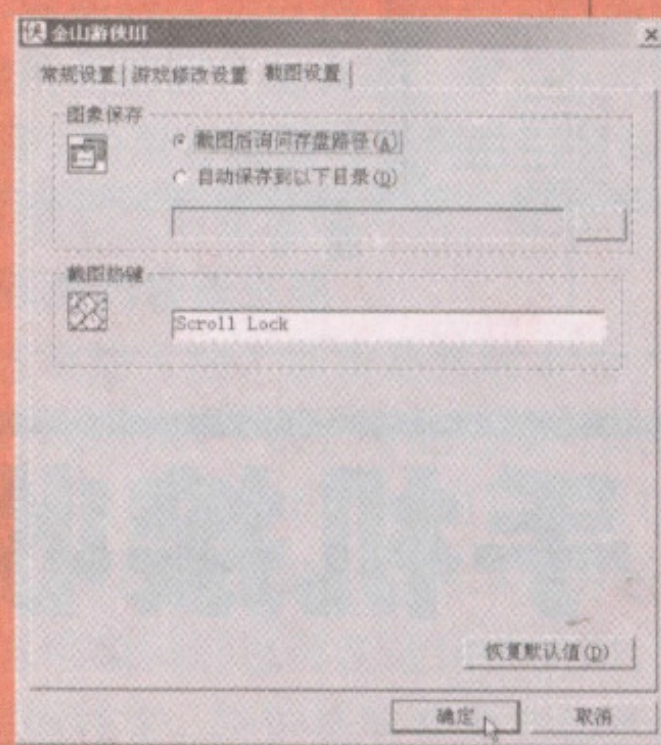 侠 金山游侠III
常规设置 游戏修改设置 截图设置
图象保存
截图后询问存盘路径(A)
自动保存到以下目录(D)
截图热键
Scroll Lock
恢复默认值(D)
确定 取消